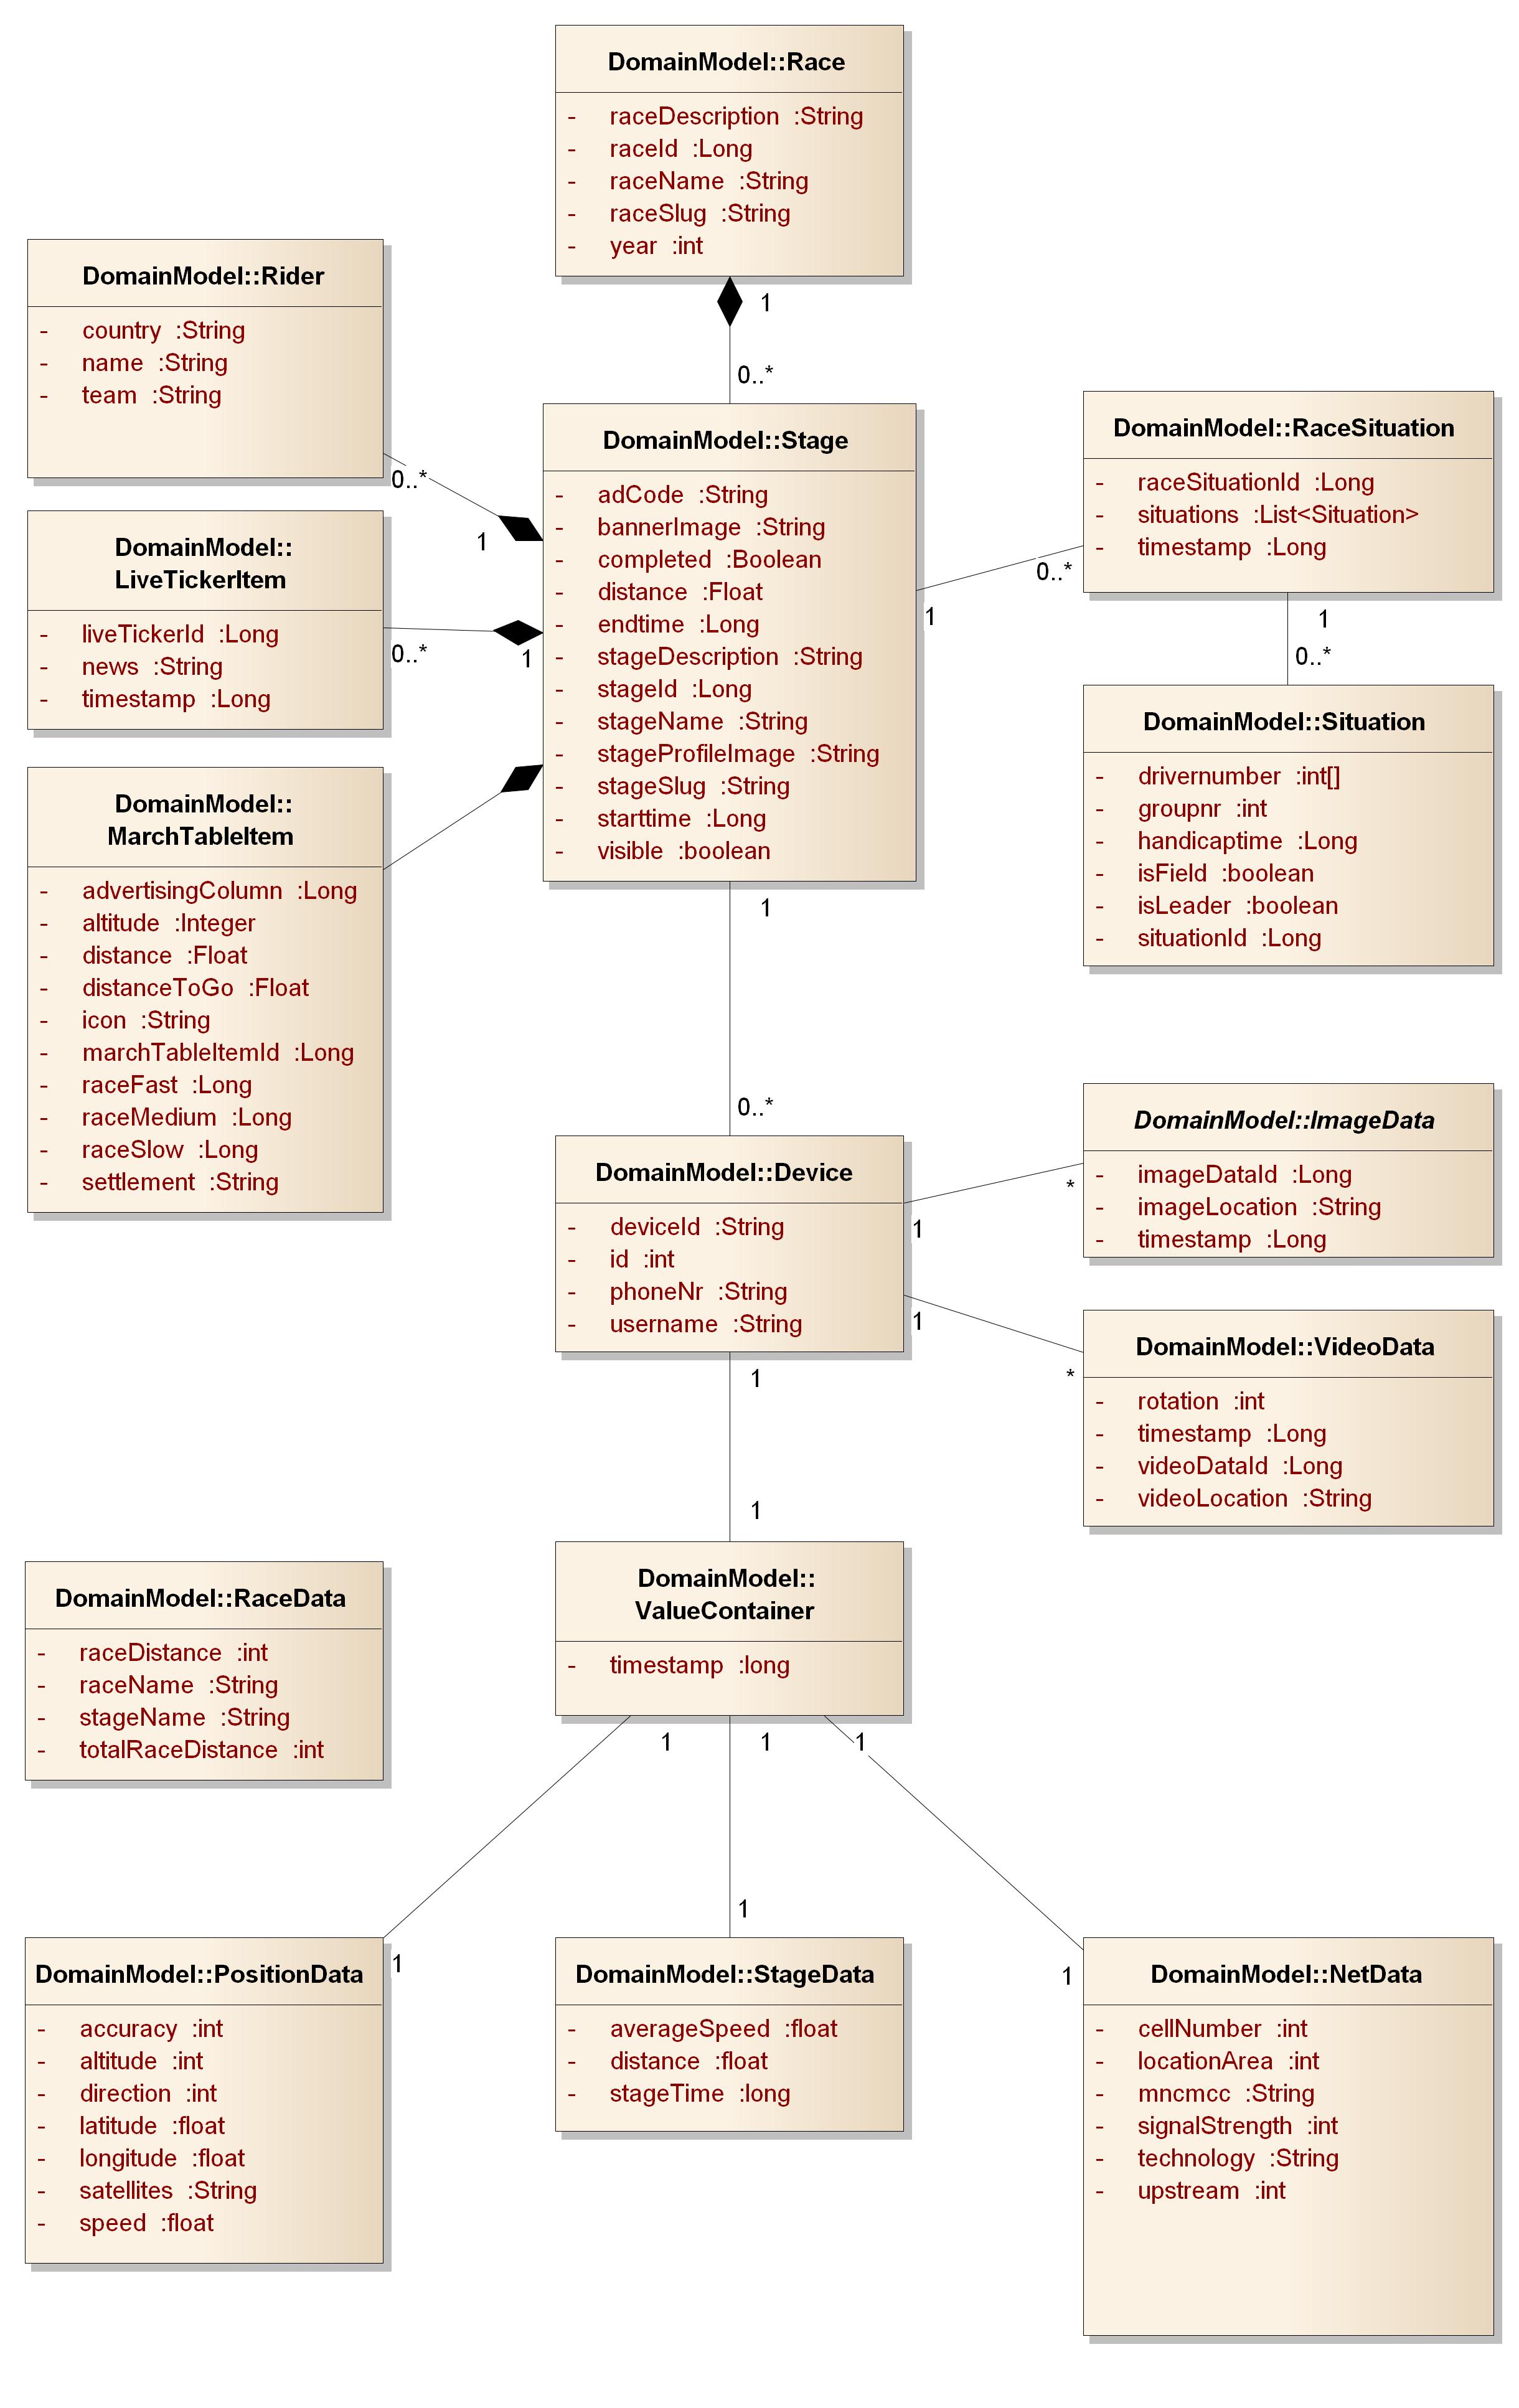 DomainModel::Race
- raceDescription :String
- raceId :Long
- raceName :String
- raceSlug :String
- year :int
1
0..*
DomainModel::Rider
- country :String
- name :String
- team :String
0..*
1
DomainModel::
LiveTickerItem
- liveTickerId :Long
- news :String
- timestamp :Long
0..*
1
DomainModel::
MarchTableItem
- advertisingColumn :Long
- altitude :Integer
- distance :Float
- distanceToGo :Float
- icon :String
- marchTableItemId :Long
- raceFast :Long
- raceMedium :Long
- raceSlow :Long
- settlement :String
DomainModel::Stage
- adCode :String
- bannerImage :String
- completed :Boolean
- distance :Float
- endtime :Long
- stageDescription :String
- stageId :Long
- stageName :String
- stageProfileImage :String
- stageSlug :String
- starttime :Long
- visible :boolean
1
0..*
DomainModel::RaceSituation
- raceSituationId :Long
- situations :List<Situation>
- timestamp :Long
1
0..*
DomainModel::Situation
- drivernumber :int[]
- groupnr :int
- handicaptime :Long
- isField :boolean
- isLeader :boolean
- situationId :Long
1
0..*
DomainModel::Device
- deviceId :String
- id :int
- phoneNr :String
- username :String
1
*
DomainModel::ImageData
- imageDataId :Long
- imageLocation :String
- timestamp :Long
1
*
DomainModel::VideoData
- rotation :int
- timestamp :Long
- videoDataId :Long
- videoLocation :String
1
1
DomainModel::RaceData
- raceDistance :int
- raceName :String
- stageName :String
- totalRaceDistance :int
DomainModel::
ValueContainer
- timestamp :long
1
1
1
1
1
1
DomainModel::PositionData
- accuracy :int
- altitude :int
- direction :int
- latitude :float
- longitude :float
- satellites :String
- speed :float
DomainModel::StageData
- averageSpeed :float
- distance :float
- stageTime :long
DomainModel::NetData
- cellNumber :int
- locationArea :int
- mncmcc :String
- signalStrength :int
- technology :String
- upstream :int